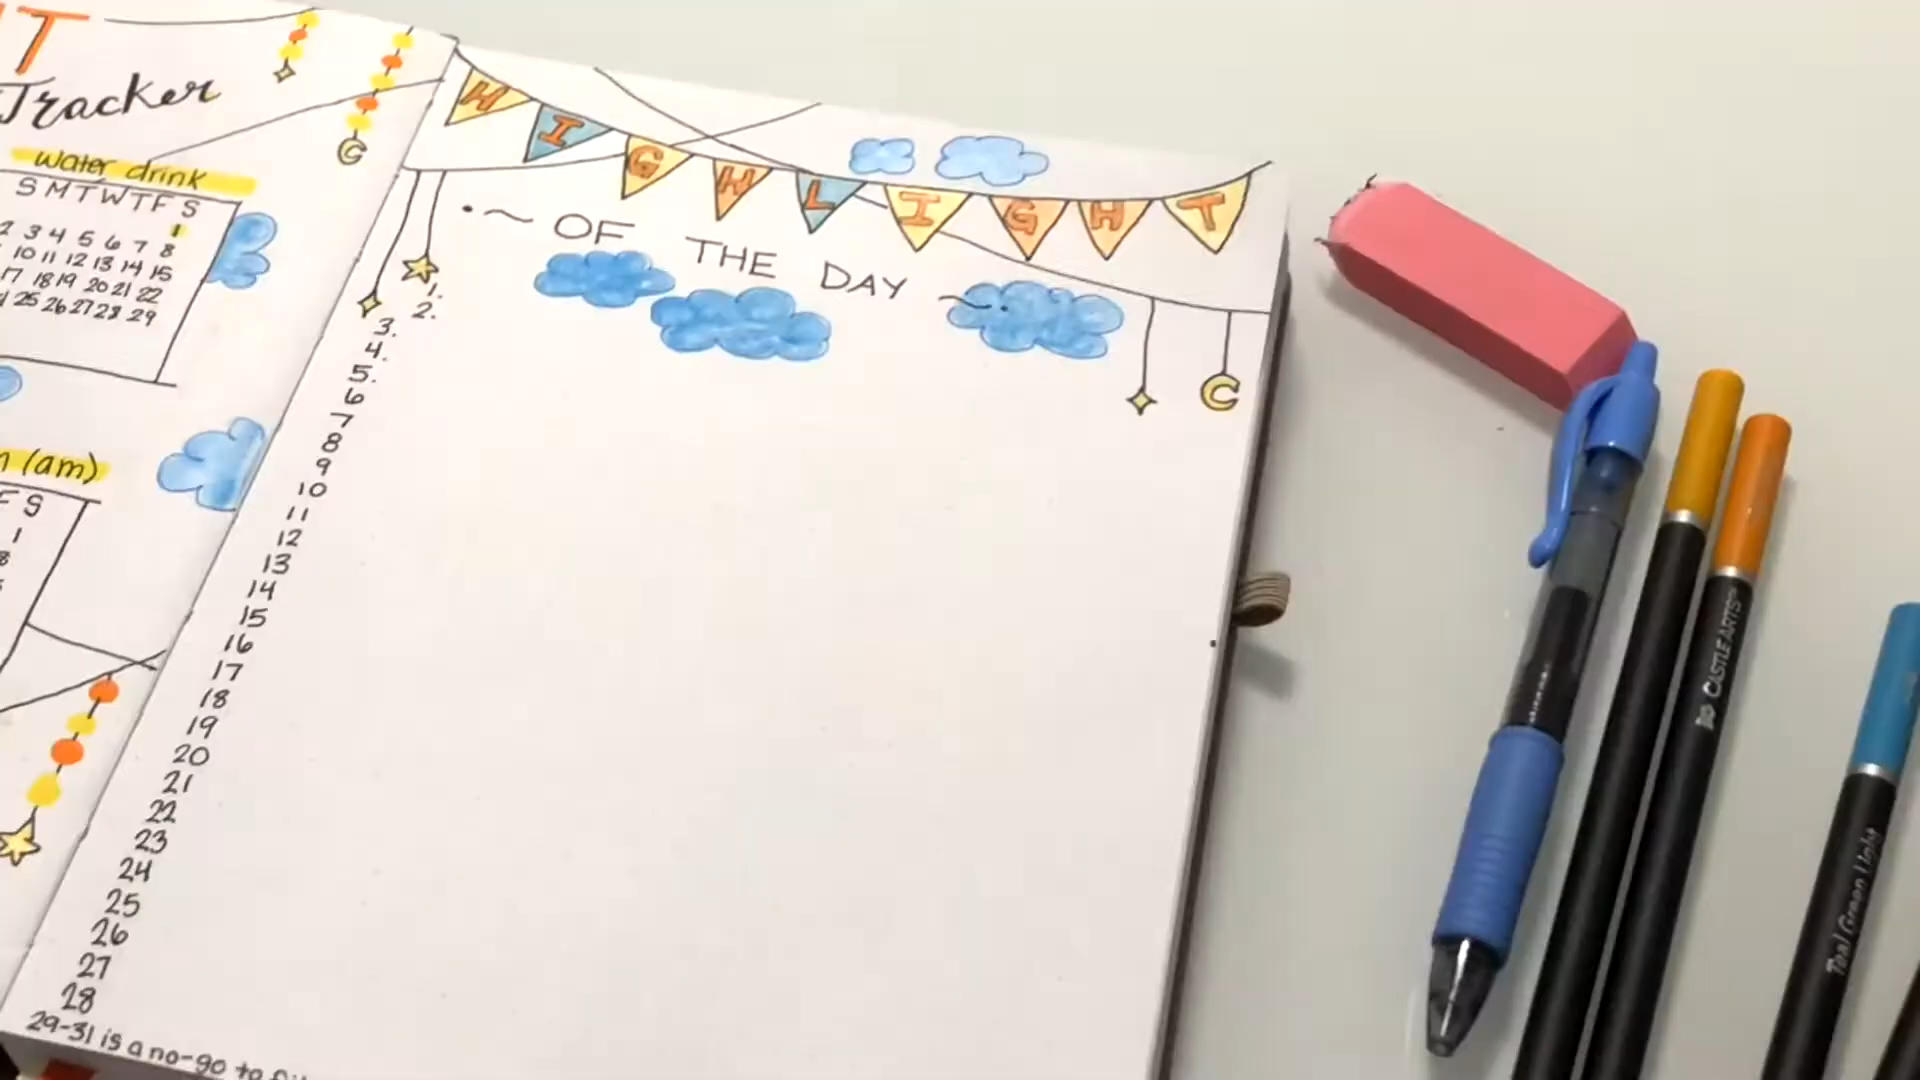 T
Tracker
water drink
S M T W T F S
1
2 3 4 5 6 7 8
10 11 12 13 14 15
17 18 19 20 21 22
25 26 27 28 29
(am)
F S
1
8
HIGHLIGHT
•~ OF THE DAY ~•
1.
2.
3.
4.
5.
6
7
8
9
10
11
12
13
14
15
16
17
18
19
20
21
22
23
24
25
26
27
28
29-31 is a no-go to
CASTLE ARTS
Teal Green Light